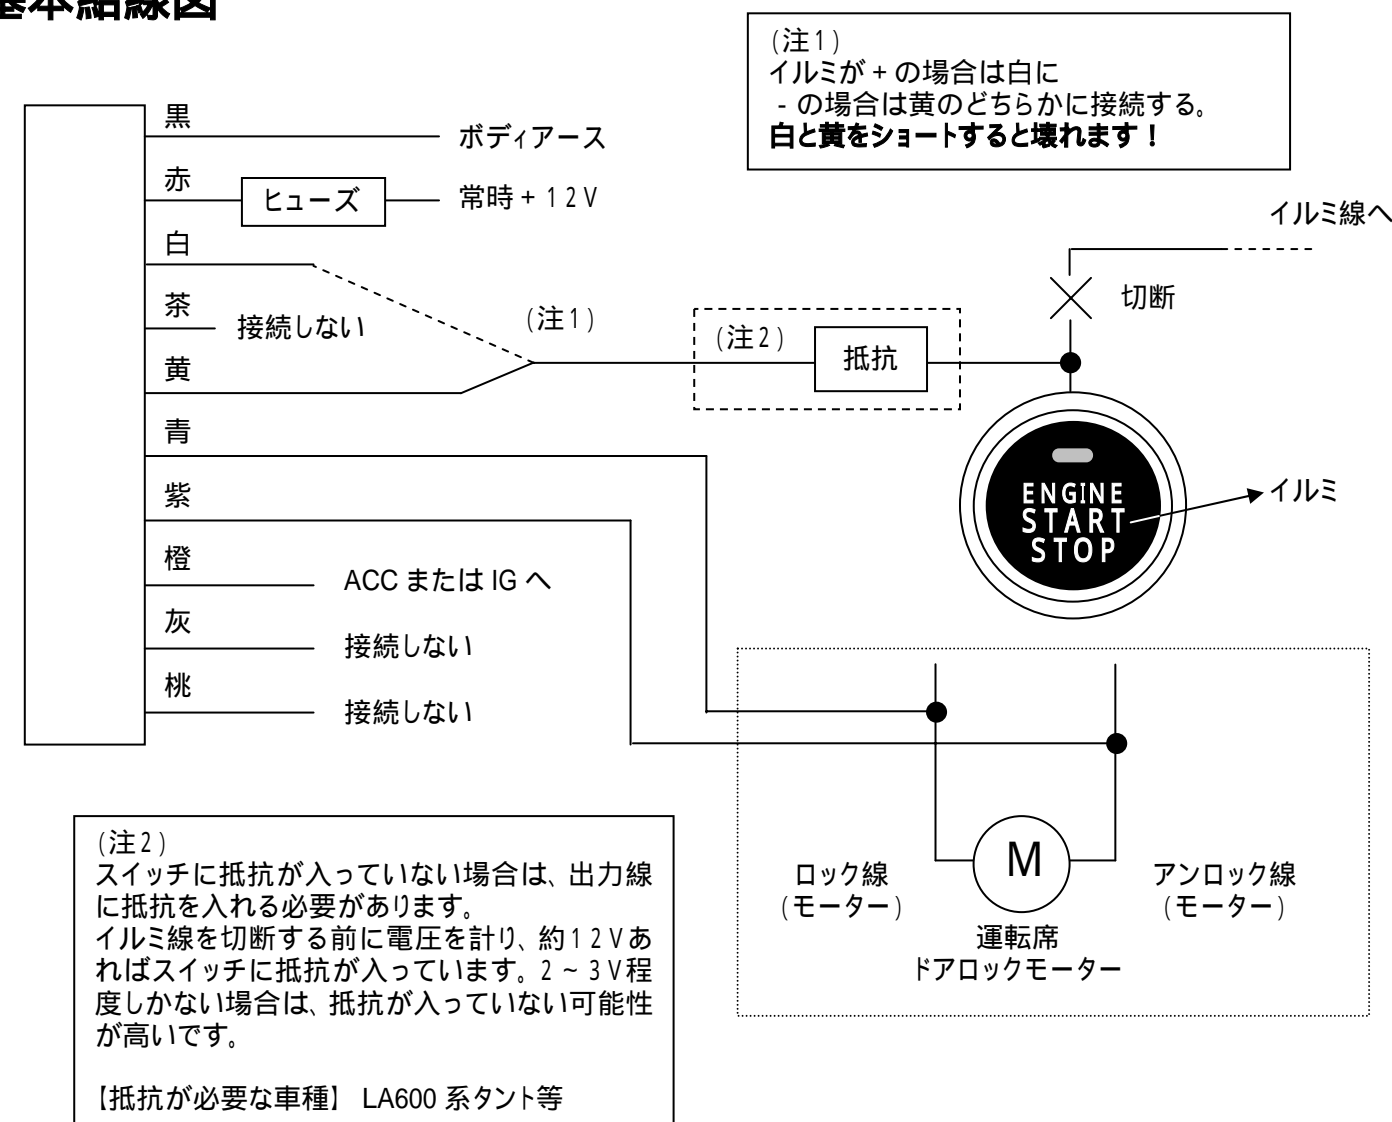 基本結線図
(注1)
イルミが+の場合は白に
-の場合は黄のどちらかに接続する。
白と黄をショートすると壊れます!
黒
ボディアース
赤
ヒューズ
常時+12V
白
イルミ線へ
切断
茶
接続しない
(注1)
(注2)
抵抗
黄
青
紫
ENGINE
START
STOP
イルミ
橙
ACC または IG へ
灰
接続しない
桃
接続しない
M
ロック線
(モーター)
アンロック線
(モーター)
運転席
ドアロックモーター
(注2)
スイッチに抵抗が入っていない場合は、出力線
に抵抗を入れる必要があります。
イルミ線を切断する前に電圧を計り、約12Vあ
ればスイッチに抵抗が入っています。2~3V程
度しかない場合は、抵抗が入っていない可能性
が高いです。
【抵抗が必要な車種】 LA600 系タント等